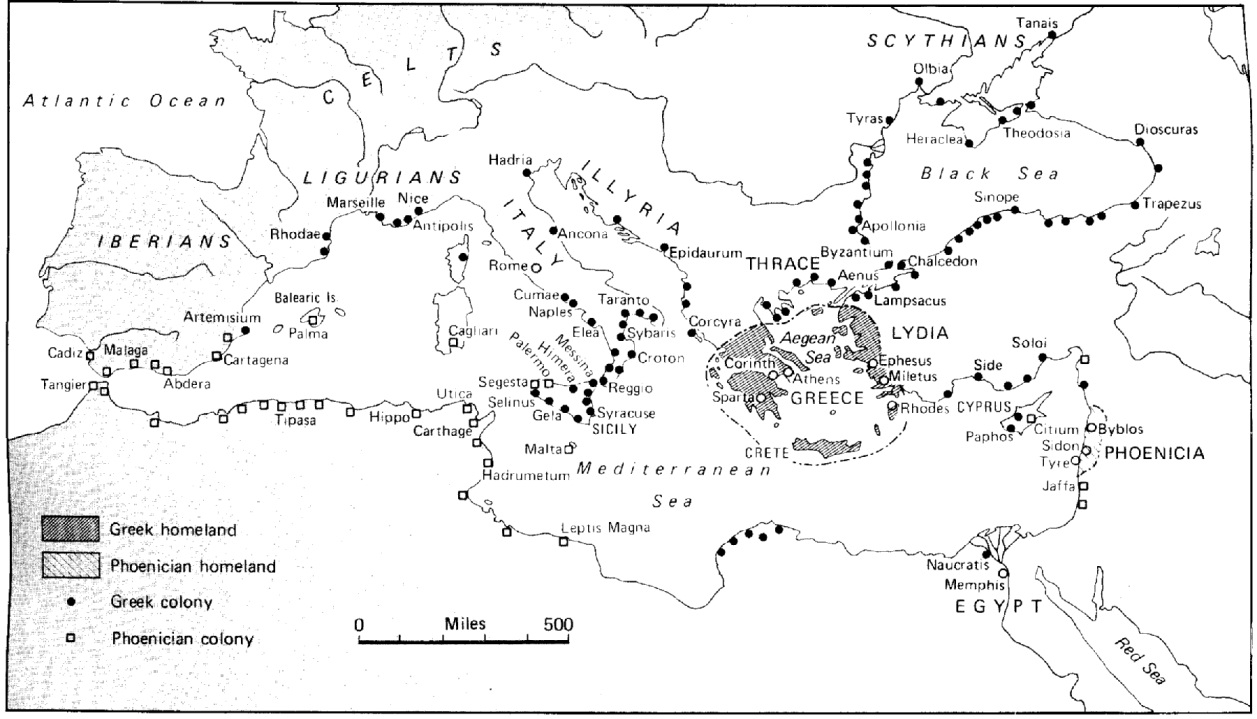 Tanais
SCYTHIANS
CELTS
Olbia
Atlantic Ocean
Tyras
Heraclea
Theodosia
Dioscuras
Hadria
ILLYRIA
LIGURIANS
Black Sea
Marseille
Nice
Antipolis
Sinope
Trapezus
ITALY
Rhodae
IBERIANS
Ancona
Apollonia
Epidaurum
Byzantium
Chalcedon
Rome
THRACE
Aenus
Balearic Is.
Palma
Cumae
Naples
Taranto
Lampsacus
Artemisium
Elea
Sybaris
Corcyra
LYDIA
Cagliari
Aegean
Sea
Soloi
Cadiz
Malaga
Cartagena
Messina
Himera
Palermo
Croton
Corinth
Ephesus
Side
Tangier
Abdera
Segesta
Reggio
Athens
Miletus
Utica
Selinus
Sparta
GREECE
Rhodes
CYPRUS
Tipasa
Hippo
Gela
Syracuse
SICILY
Paphos
Citium
Byblos
Carthage
Malta
CRETE
Sidon
PHOENICIA
Tyre
Mediterranean
Sea
Hadrumetum
Jaffa
Leptis Magna
Greek homeland
Phoenician homeland
Naucratis
Memphis
Greek colony
EGYPT
0 Miles 500
Phoenician colony
Red Sea